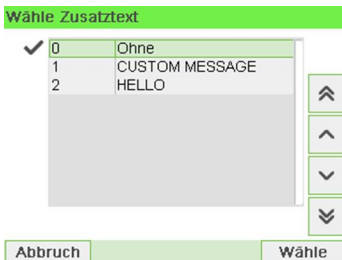 Wähle Zusatztext
0 Ohne
1 CUSTOM MESSAGE
2 HELLO
Abbruch Wähle